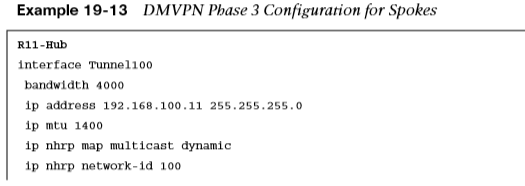 Example 19-13 DMVPN Phase 3 Configuration for Spokes
R11-Hub
interface Tunnel100
bandwidth 4000
ip address 192.168.100.11 255.255.255.0
ip mtu 1400
ip nhrp map multicast dynamic
ip nhrp network-id 100